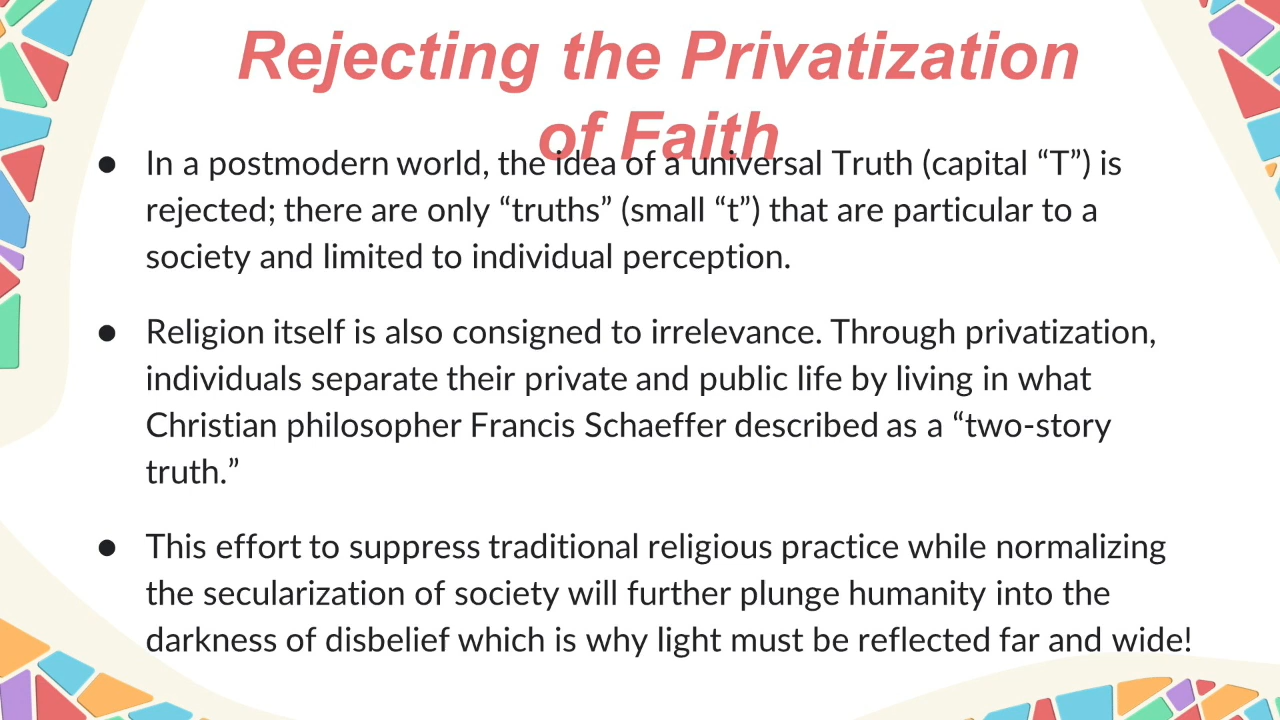 Rejecting the Privatization
of Faith
● In a postmodern world, the idea of a universal Truth (capital “T”) is
rejected; there are only “truths” (small “t”) that are particular to a
society and limited to individual perception.
● Religion itself is also consigned to irrelevance. Through privatization,
individuals separate their private and public life by living in what
Christian philosopher Francis Schaeffer described as a “two-story
truth.”
● This effort to suppress traditional religious practice while normalizing
the secularization of society will further plunge humanity into the
darkness of disbelief which is why light must be reflected far and wide!